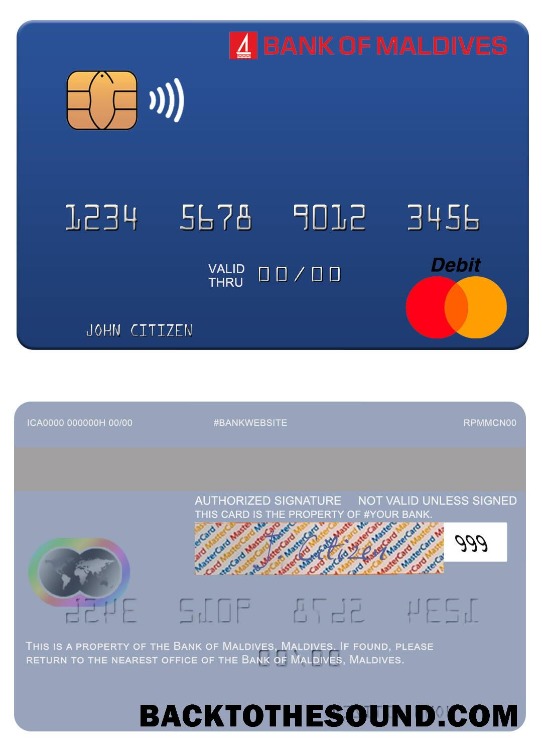 BANK OF MALDIVES
1234 5678 9012 3456
VALID THRU 00/00
Debit
JOHN CITIZEN
ICA0000 000000H 00/00 #BANKWEBSITE RPMMCN00
AUTHORIZED SIGNATURE NOT VALID UNLESS SIGNED
THIS CARD IS THE PROPERTY OF #YOUR BANK.
MasterCard MasterCard MasterCard
J. Citizen
999
THIS IS A PROPERTY OF THE BANK OF MALDIVES, MALDIVES. IF FOUND, PLEASE
RETURN TO THE NEAREST OFFICE OF THE BANK OF MALDIVES, MALDIVES.
BACKTOTHESOUND.COM